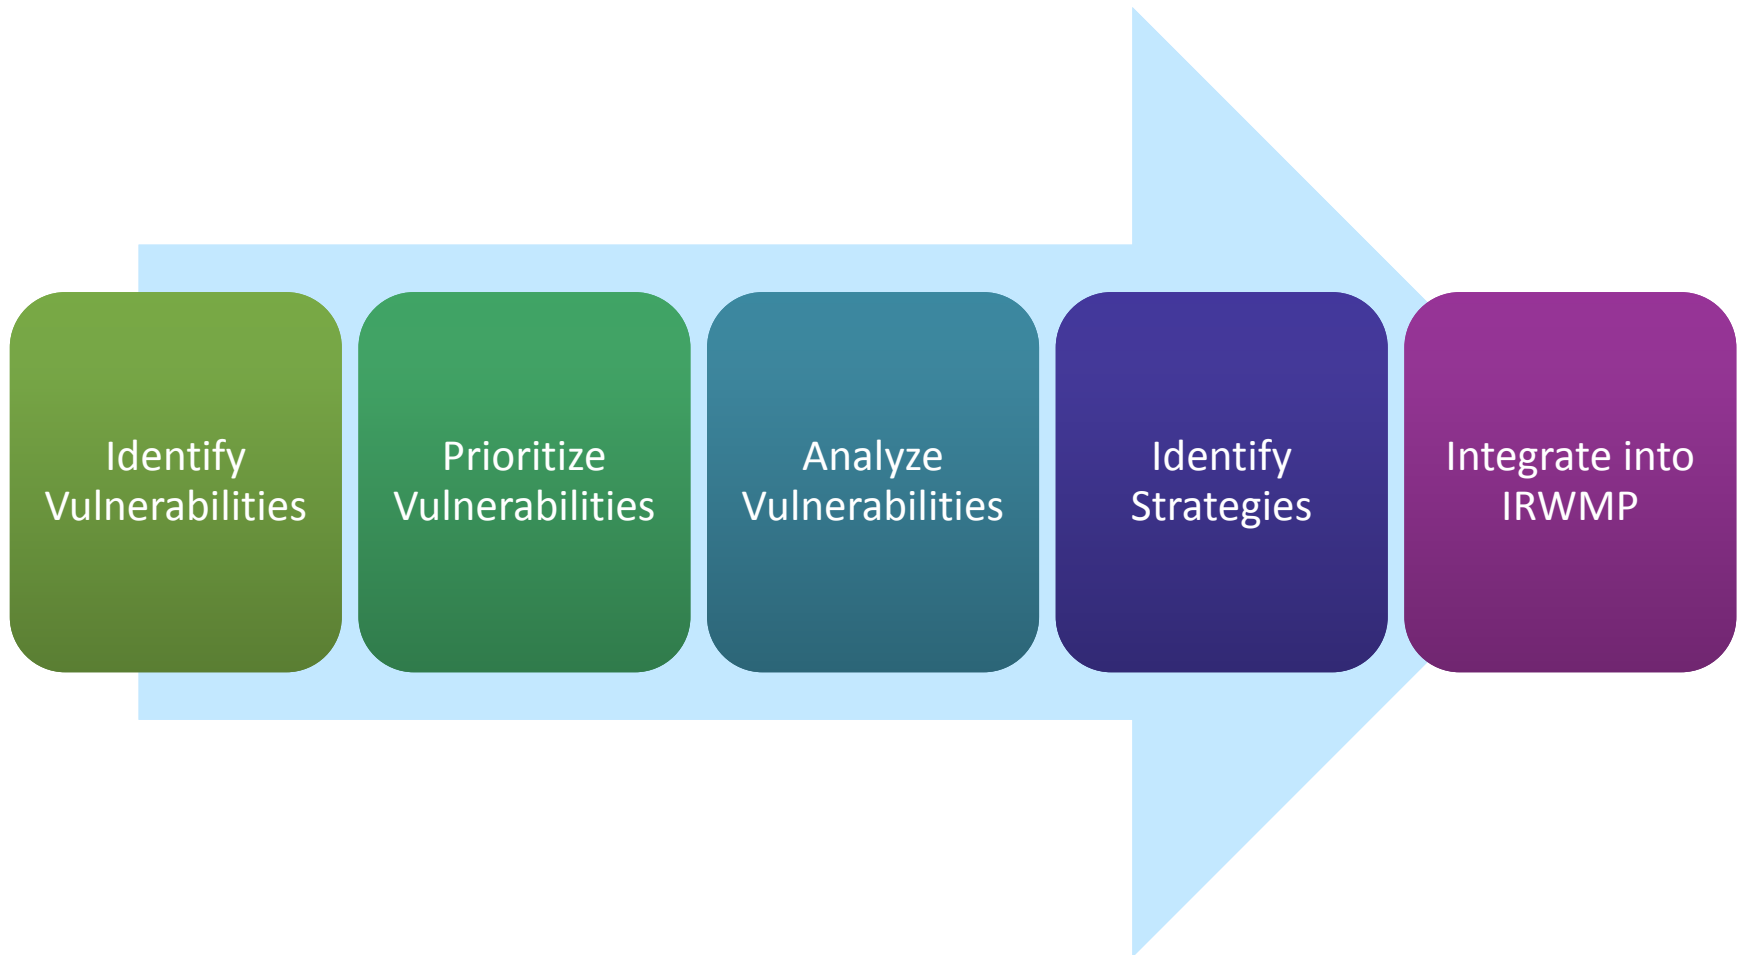 Identify
Vulnerabilities
Prioritize
Vulnerabilities
Analyze
Vulnerabilities
Identify
Strategies
Integrate into
IRWMP